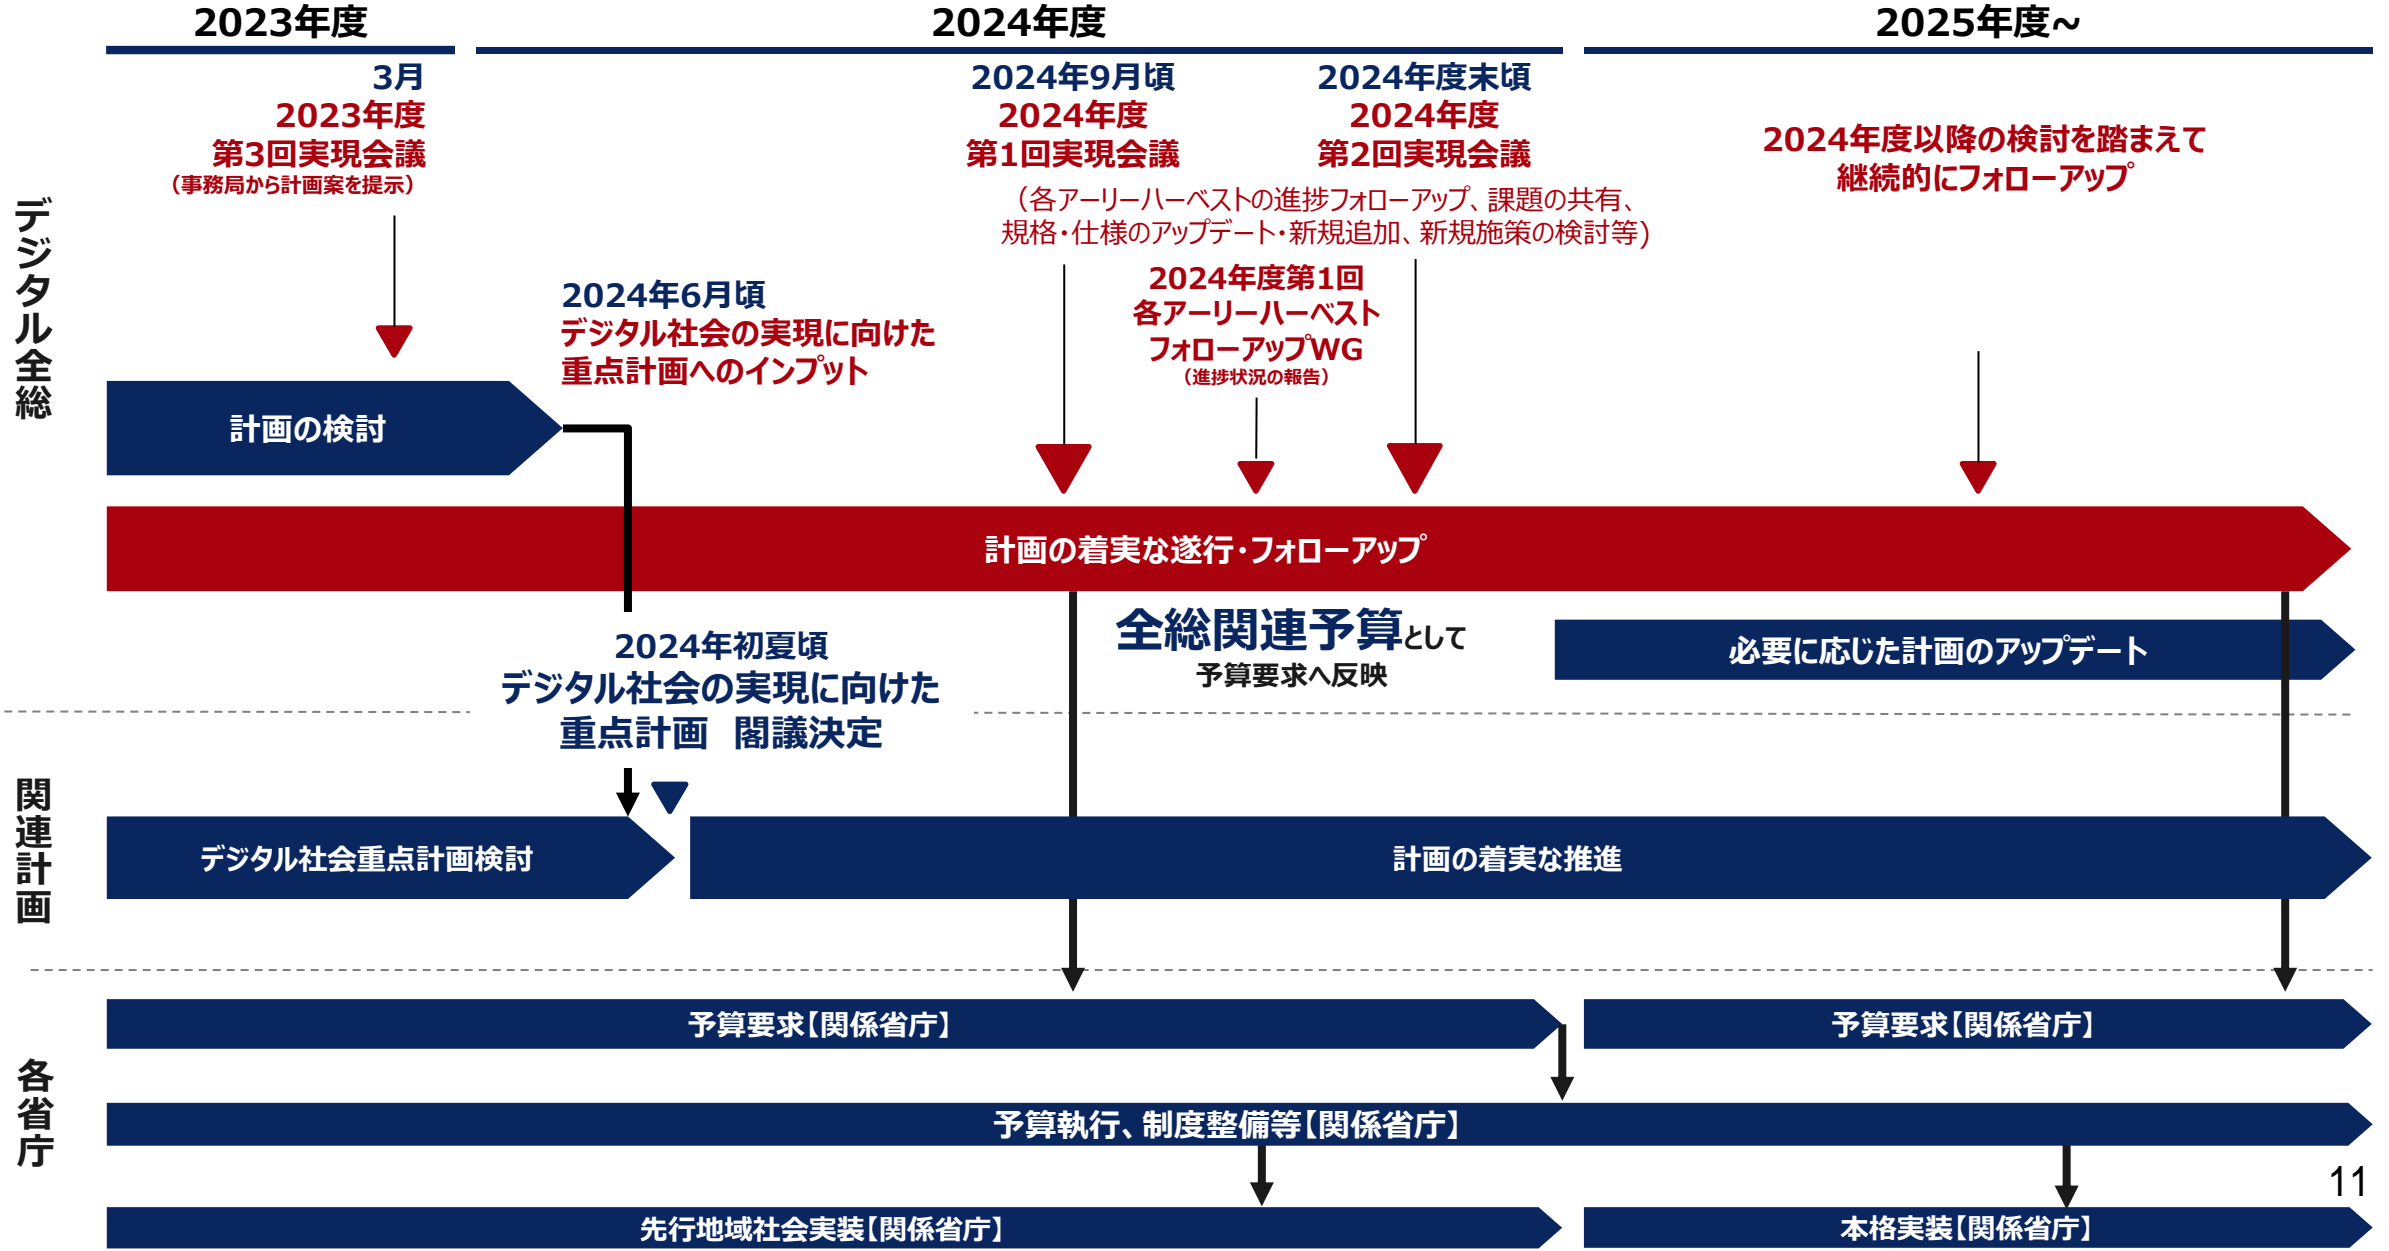 2023年度
2024年度
2025年度~
3月
2023年度
第3回実現会議
（事務局から計画案を提示）
2024年9月頃
2024年度
第1回実現会議
2024年度末頃
2024年度
第2回実現会議
（各アーリーハーベストの進捗フォローアップ、課題の共有、
規格・仕様のアップデート・新規追加、新規施策の検討等)
2024年度以降の検討を踏まえて
継続的にフォローアップ
デジタル全総
2024年6月頃
デジタル社会の実現に向けた
重点計画へのインプット
2024年度第1回
各アーリーハーベスト
フォローアップWG
（進捗状況の報告）
計画の検討
計画の着実な遂行・フォローアップ
全総関連予算として
予算要求へ反映
必要に応じた計画のアップデート
2024年初夏頃
デジタル社会の実現に向けた
重点計画　閣議決定
関連計画
デジタル社会重点計画検討
計画の着実な推進
各省庁
予算要求【関係省庁】
予算要求【関係省庁】
予算執行、制度整備等【関係省庁】
先行地域社会実装【関係省庁】
本格実装【関係省庁】
11